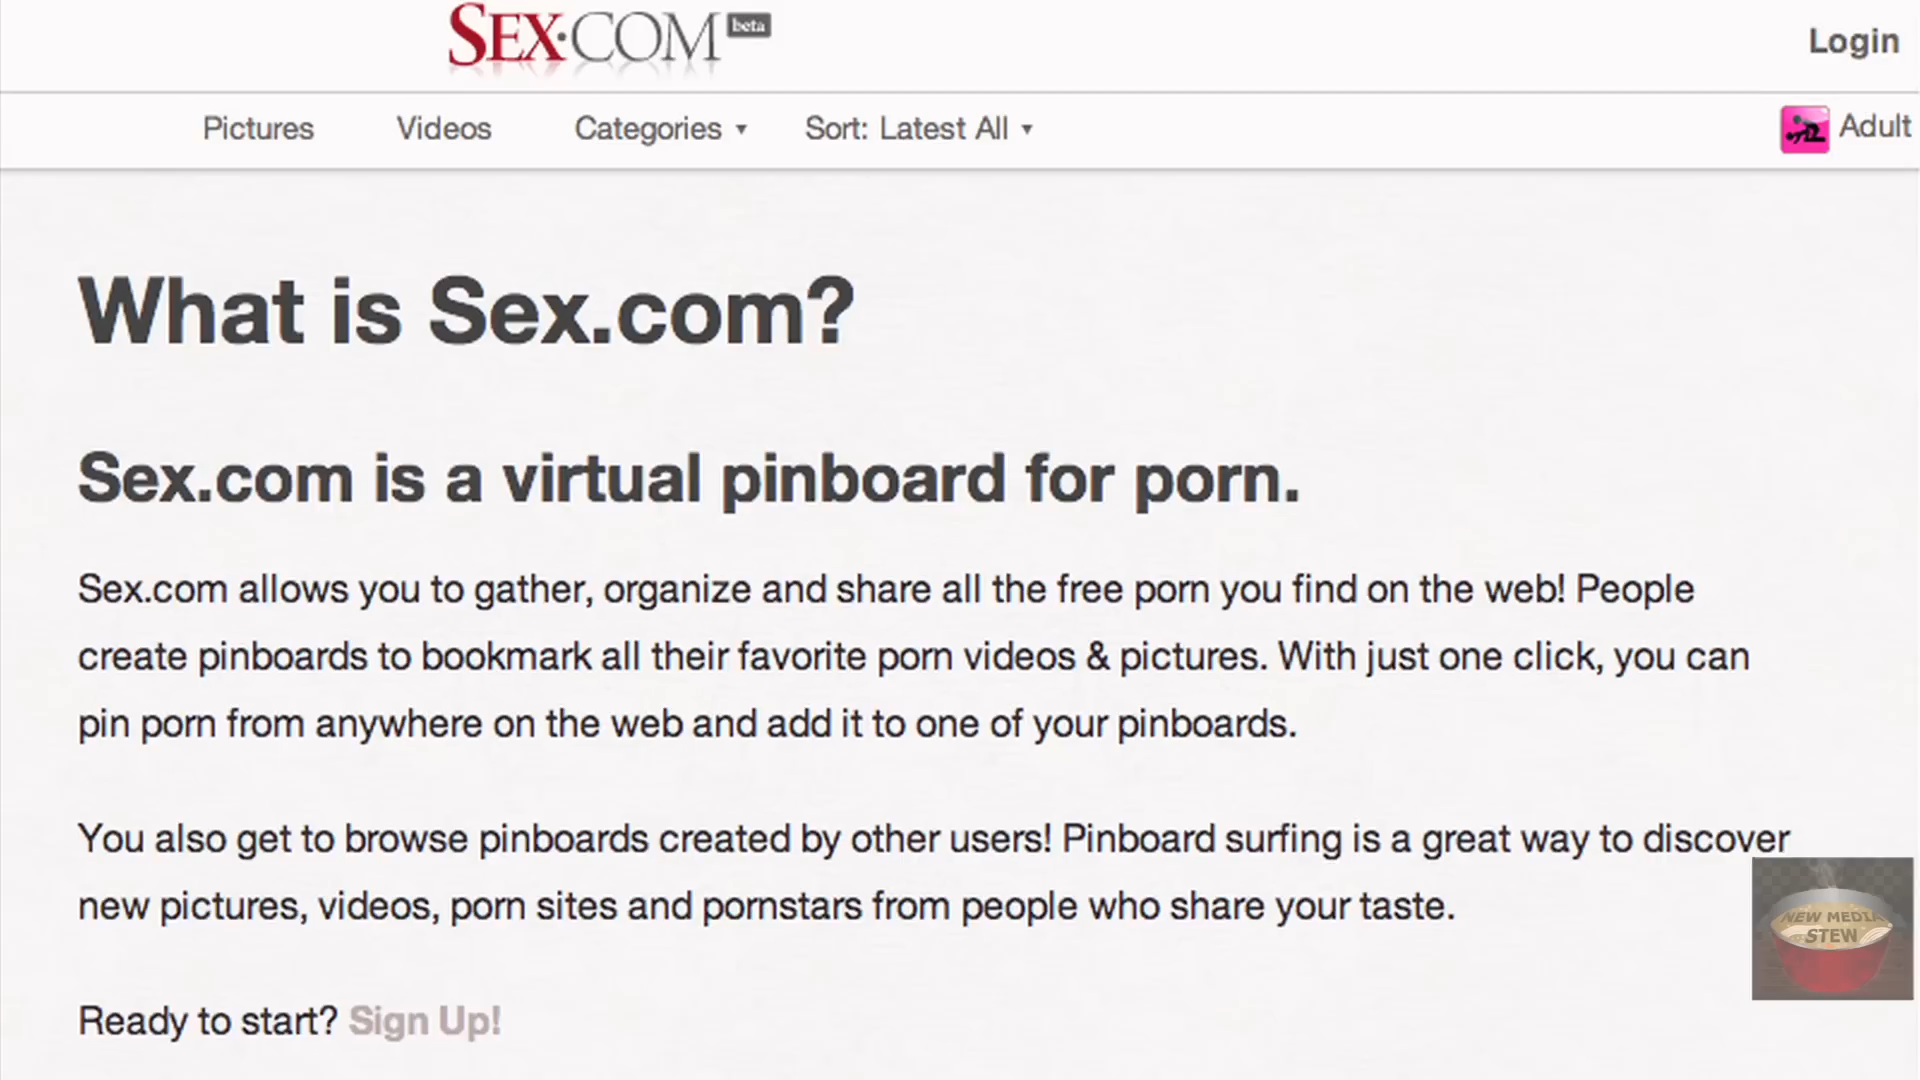 SEX.COM beta
Login
Pictures Videos Categories ▾ Sort: Latest All ▾ Adult
What is Sex.com?
Sex.com is a virtual pinboard for porn.
Sex.com allows you to gather, organize and share all the free porn you find on the web! People
create pinboards to bookmark all their favorite porn videos & pictures. With just one click, you can
pin porn from anywhere on the web and add it to one of your pinboards.
You also get to browse pinboards created by other users! Pinboard surfing is a great way to discover
new pictures, videos, porn sites and pornstars from people who share your taste.
NEW MEDIA
STEW
Ready to start? Sign Up!